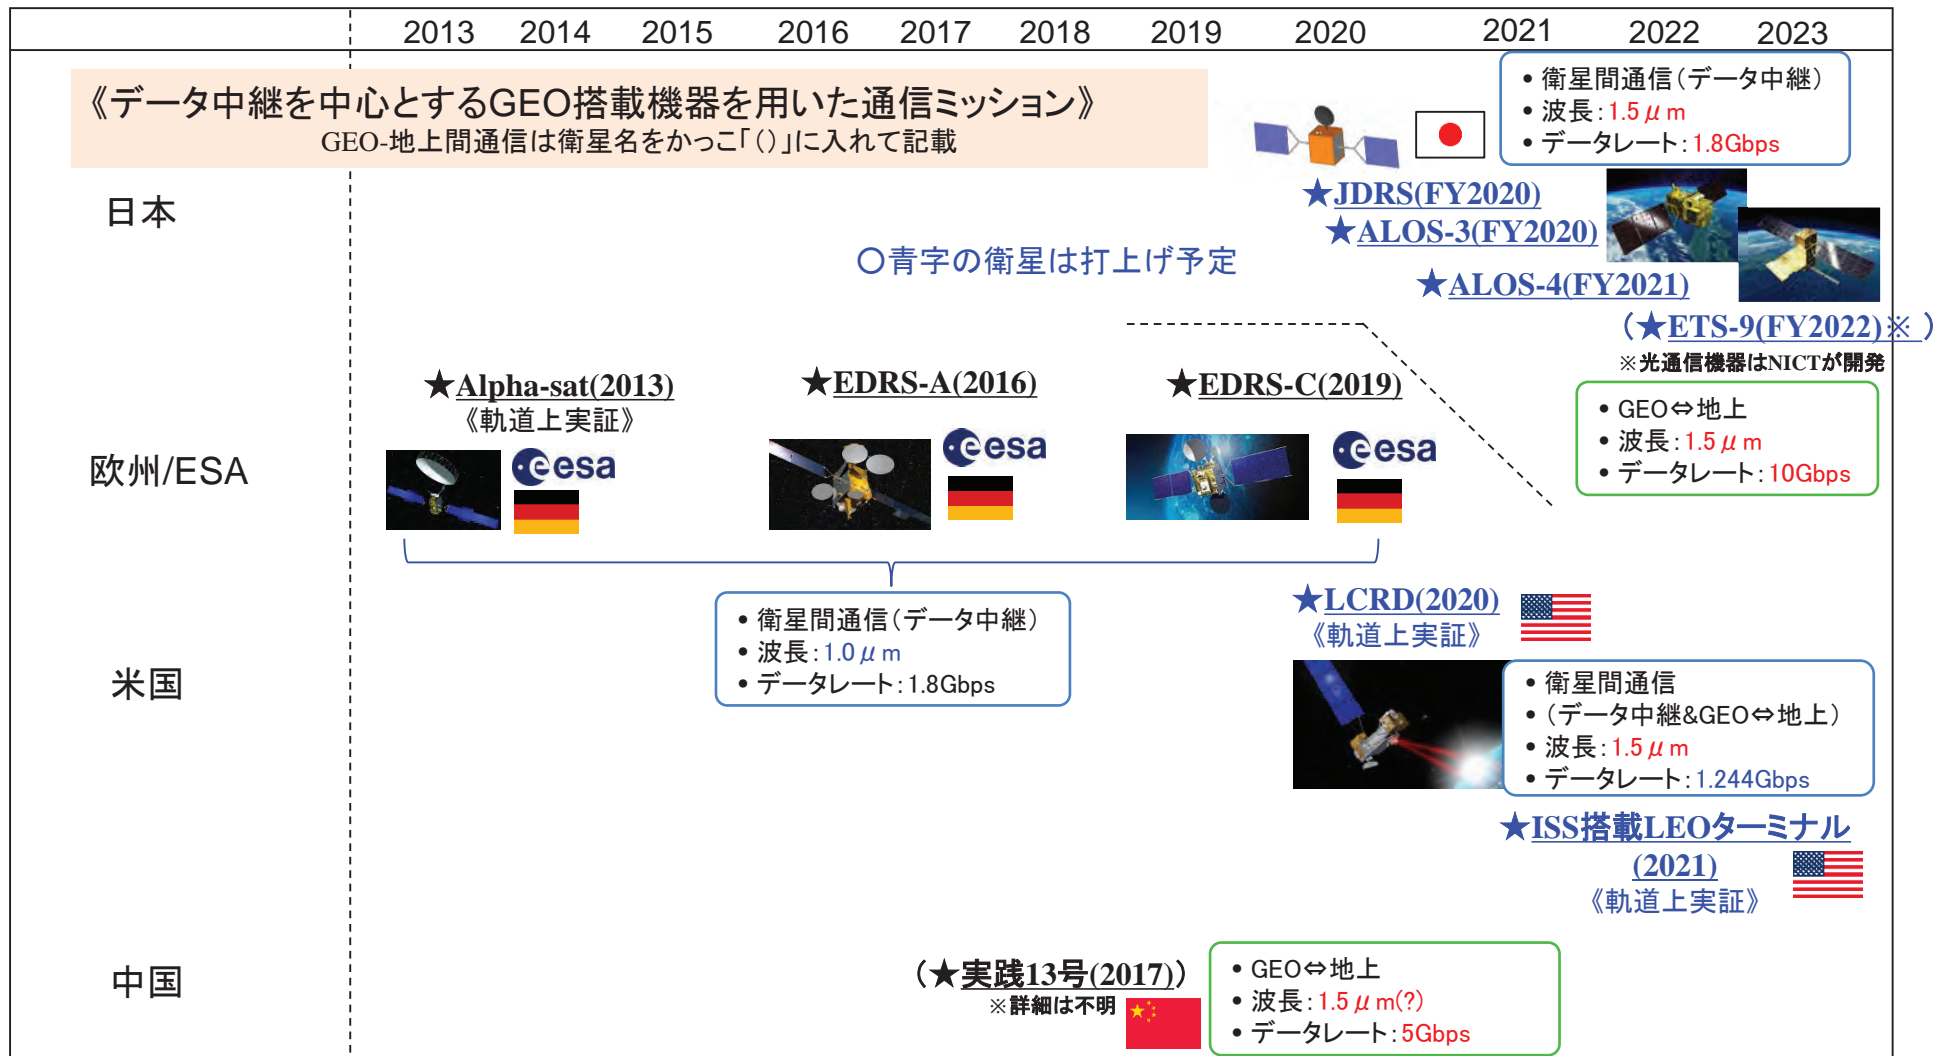 2013 2014 2015 2016 2017 2018 2019 2020 2021 2022 2023
《データ中継を中心とするGEO搭載機器を用いた通信ミッション》
GEO-地上間通信は衛星名をかっこ「（）」に入れて記載
• 衛星間通信（データ中継）
• 波長：1.5μm
• データレート：1.8Gbps
日本
★JDRS(FY2020)
★ALOS-3(FY2020)
○青字の衛星は打上げ予定
★ALOS-4(FY2021)
（★ETS-9(FY2022)※）
※光通信機器はNICTが開発
• GEO⇔地上
• 波長：1.5μm
• データレート：10Gbps
欧州/ESA
★Alpha-sat(2013)
《軌道上実証》
esa
★EDRS-A(2016)
esa
★EDRS-C(2019)
esa
• 衛星間通信（データ中継）
• 波長：1.0μm
• データレート：1.8Gbps
米国
★LCRD(2020)
《軌道上実証》
• 衛星間通信
• （データ中継&GEO⇔地上）
• 波長：1.5μm
• データレート：1.244Gbps
★ISS搭載LEOターミナル
(2021)
《軌道上実証》
中国
（★実践13号(2017)）
※詳細は不明
• GEO⇔地上
• 波長：1.5μm(?)
• データレート：5Gbps